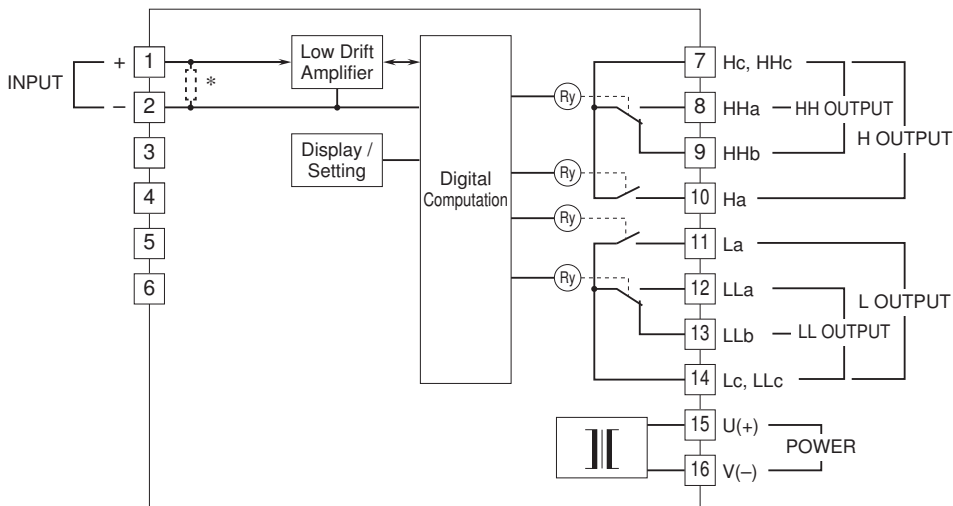 INPUT
+
−
1
2
3
4
5
6
*
Low Drift
Amplifier
Display /
Setting
Digital
Computation
Ry
Ry
Ry
Ry
7 Hc, HHc
8 HHa
9 HHb
10 Ha
11 La
12 LLa
13 LLb
14 Lc, LLc
15 U(+)
16 V(−)
HH OUTPUT
H OUTPUT
L OUTPUT
LL OUTPUT
POWER